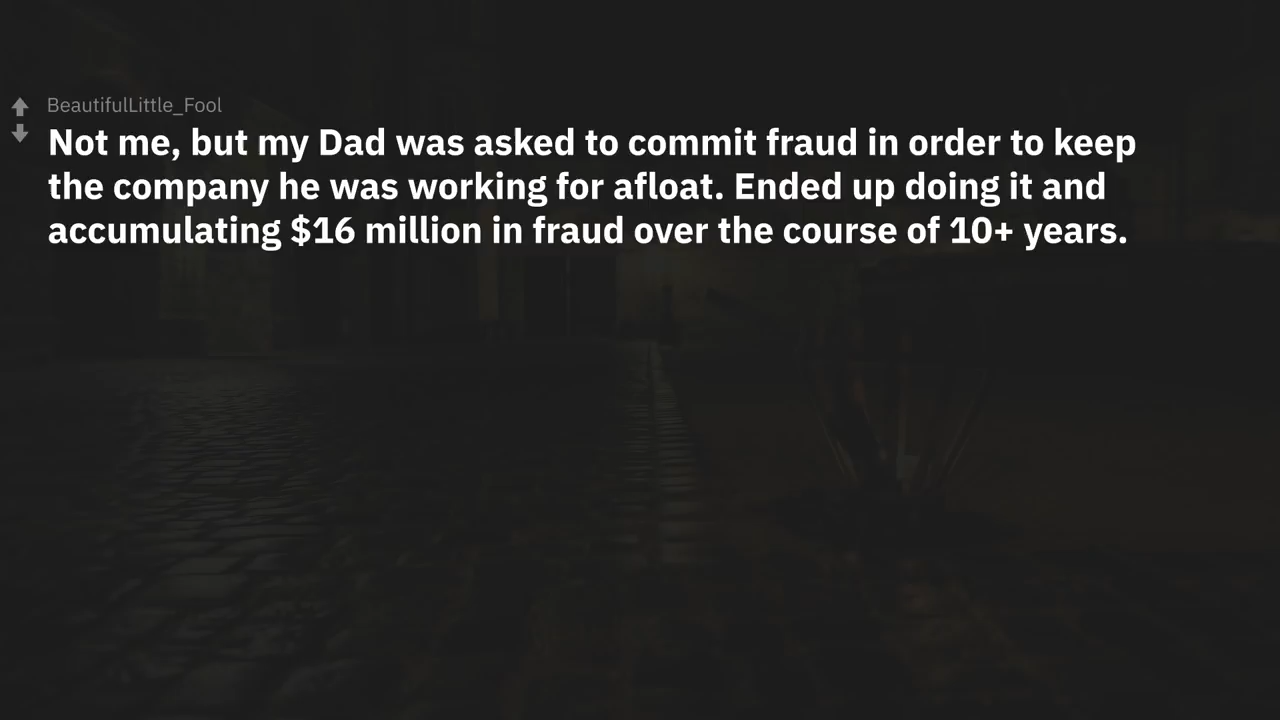 BeautifulLittle_Fool
Not me, but my Dad was asked to commit fraud in order to keep
the company he was working for afloat. Ended up doing it and
accumulating $16 million in fraud over the course of 10+ years.